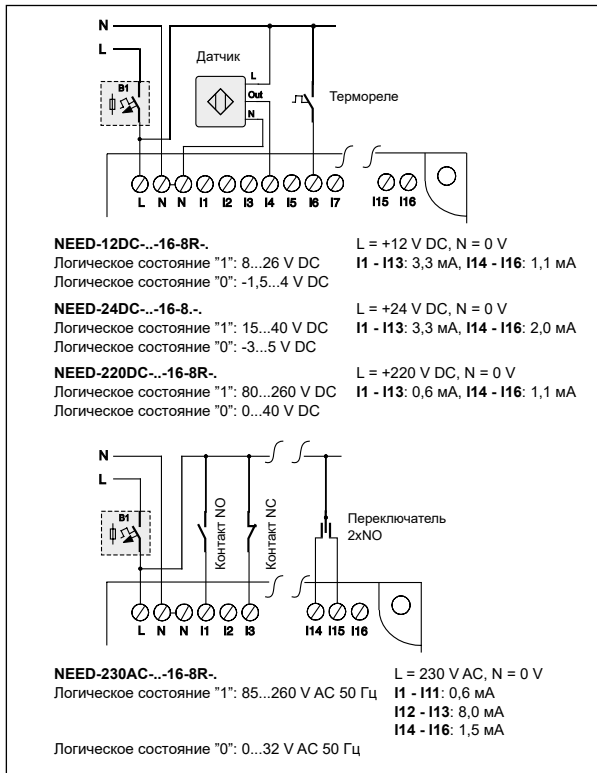 N
L
B1
Датчик
L
Out
N
Термореле
L N N I1 I2 I3 I4 I5 I6 I7 I15 I16
NEED-12DC-..-16-8R-. L = +12 V DC, N = 0 V
Логическое состояние "1": 8...26 V DC I1 - I13: 3,3 мА, I14 - I16: 1,1 мА
Логическое состояние "0": -1,5...4 V DC
NEED-24DC-..-16-8.-. L = +24 V DC, N = 0 V
Логическое состояние "1": 15...40 V DC I1 - I13: 3,3 мА, I14 - I16: 2,0 мА
Логическое состояние "0": -3...5 V DC
NEED-220DC-..-16-8R-. L = +220 V DC, N = 0 V
Логическое состояние "1": 80...260 V DC I1 - I13: 0,6 мА, I14 - I16: 1,1 мА
Логическое состояние "0": 0...40 V DC
N
L
B1
Контакт NO
Контакт NC
Переключатель
2xNO
L N N I1 I2 I3 I14 I15 I16
NEED-230AC-..-16-8R-. L = 230 V AC, N = 0 V
Логическое состояние "1": 85...260 V AC 50 Гц I1 - I11: 0,6 мА
I12 - I13: 8,0 мА
I14 - I16: 1,5 мА
Логическое состояние "0": 0...32 V AC 50 Гц